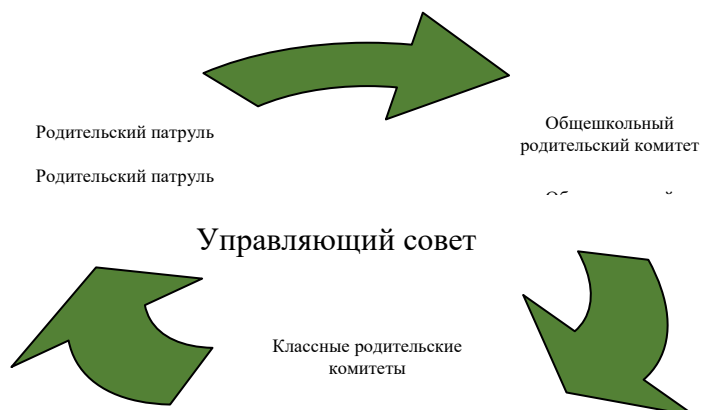 Родительский патруль
Общешкольный
родительский комитет
Родительский патруль
Управляющий совет
Классные родительские
комитеты